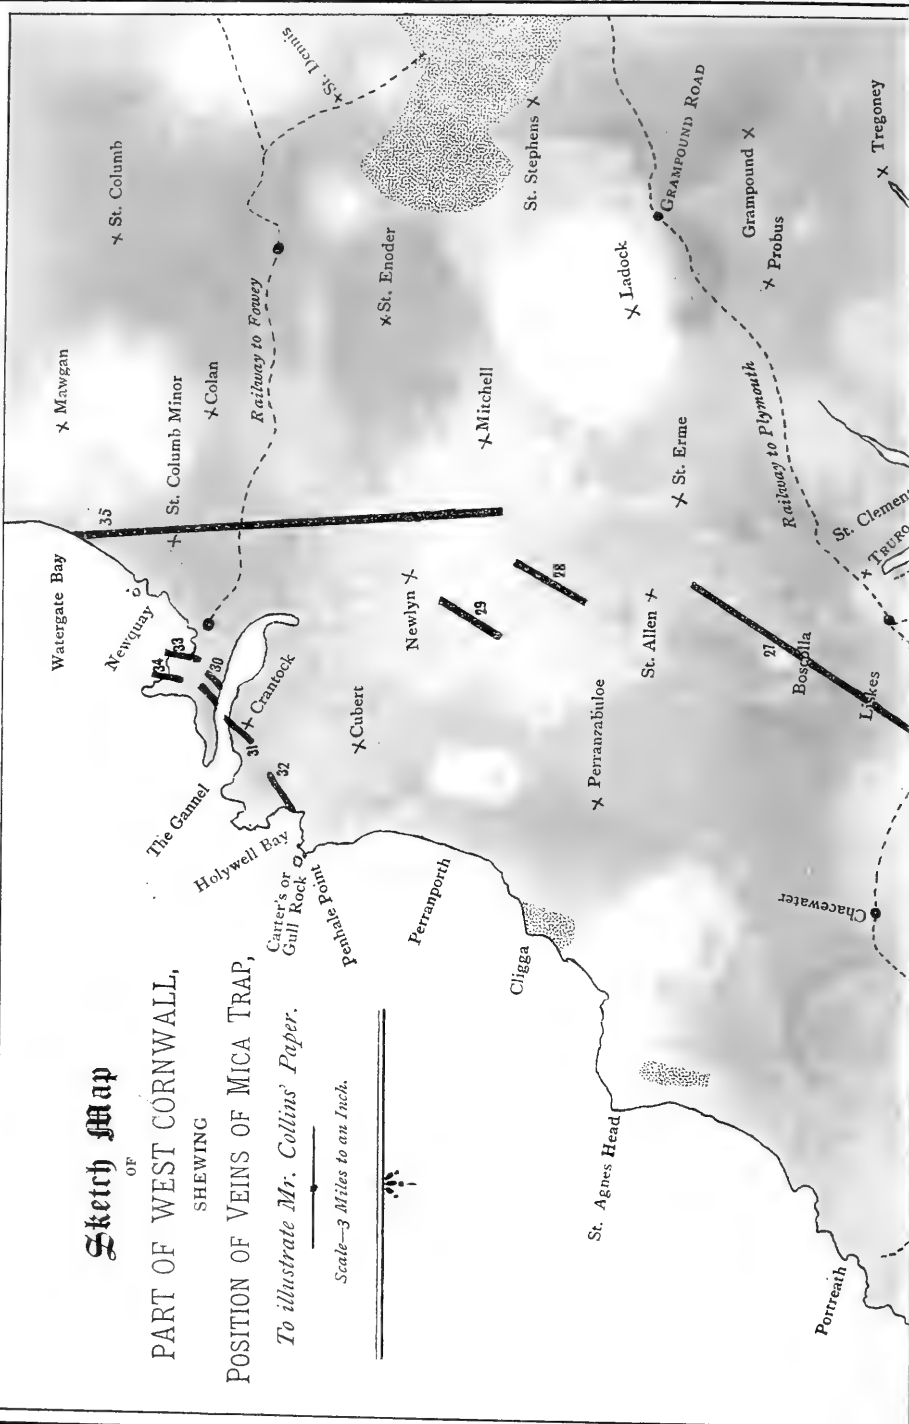 Sketch Map
OF
PART OF WEST CORNWALL,
SHEWING
POSITION OF VEINS OF MICA TRAP,
To illustrate Mr. Collins' Paper.
Scale—3 Miles to an Inch.
Watergate Bay
35
Mawgan
St. Columb
Newquay
St. Columb Minor
Colan
St. Dennis
34
33
30
Railway to Fowey
The Gannel
31
Crantock
32
Holywell Bay
Carter's or
Gull Rock
Penhale Point
Cubert
Newlyn
29
28
Mitchell
St. Enoder
St. Stephens
Perranporth
Cligga
Perranzabuloe
St. Allen
St. Erme
Ladock
GRAMPOUND ROAD
Grampound
Probus
Tregoney
Railway to Plymouth
27
Boscolla
Liskes
St. Clemen
TRURO
Chacewater
St. Agnes Head
Portreath